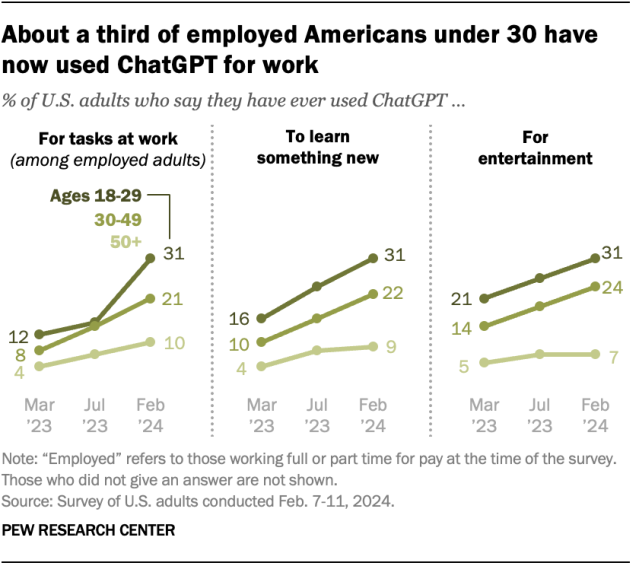 About a third of employed Americans under 30 have
now used ChatGPT for work
% of U.S. adults who say they have ever used ChatGPT ...
For tasks at work
(among employed adults)
Ages 18-29
30-49
50+
31
21
10
12
8
4
Mar Jul Feb
'23 '23 '24
To learn
something new
31
22
9
16
10
4
Mar Jul Feb
'23 '23 '24
For
entertainment
31
24
7
21
14
5
Mar Jul Feb
'23 '23 '24
Note: “Employed” refers to those working full or part time for pay at the time of the survey.
Those who did not give an answer are not shown.
Source: Survey of U.S. adults conducted Feb. 7-11, 2024.
PEW RESEARCH CENTER